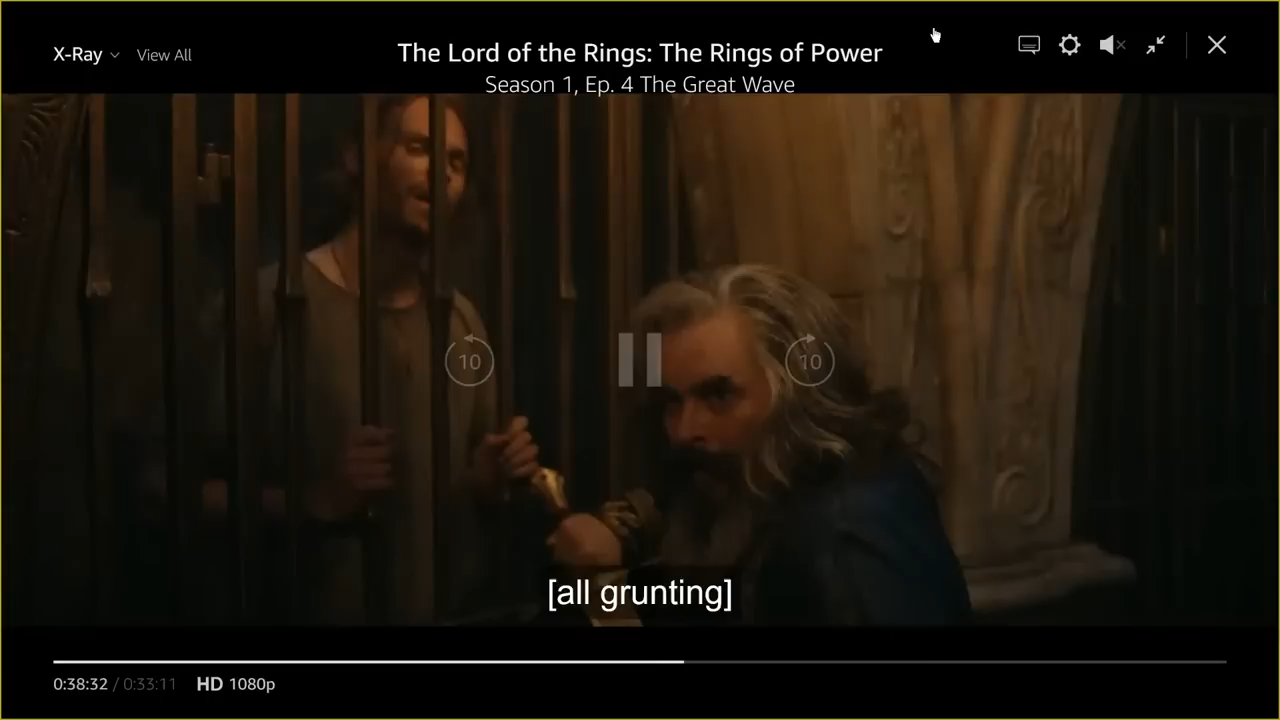 X-Ray View All
The Lord of the Rings: The Rings of Power
Season 1, Ep. 4 The Great Wave
10
10
[all grunting]
0:38:32 / 0:33:11 HD 1080p